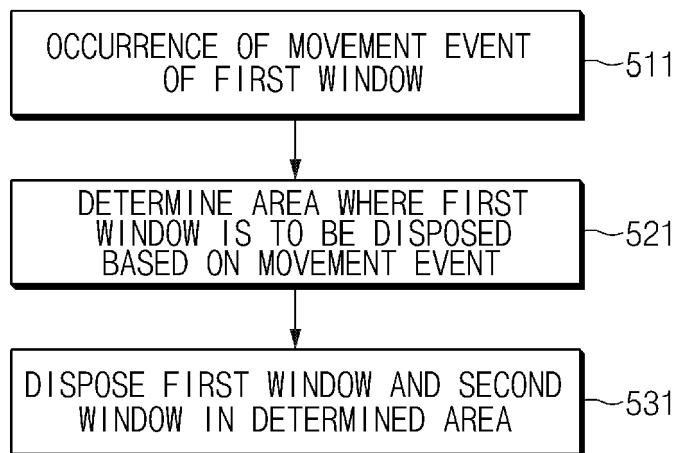 OCCURRENCE OF MOVEMENT EVENT
OF FIRST WINDOW
511
DETERMINE AREA WHERE FIRST
WINDOW IS TO BE DISPOSED
BASED ON MOVEMENT EVENT
521
DISPOSE FIRST WINDOW AND SECOND
WINDOW IN DETERMINED AREA
531